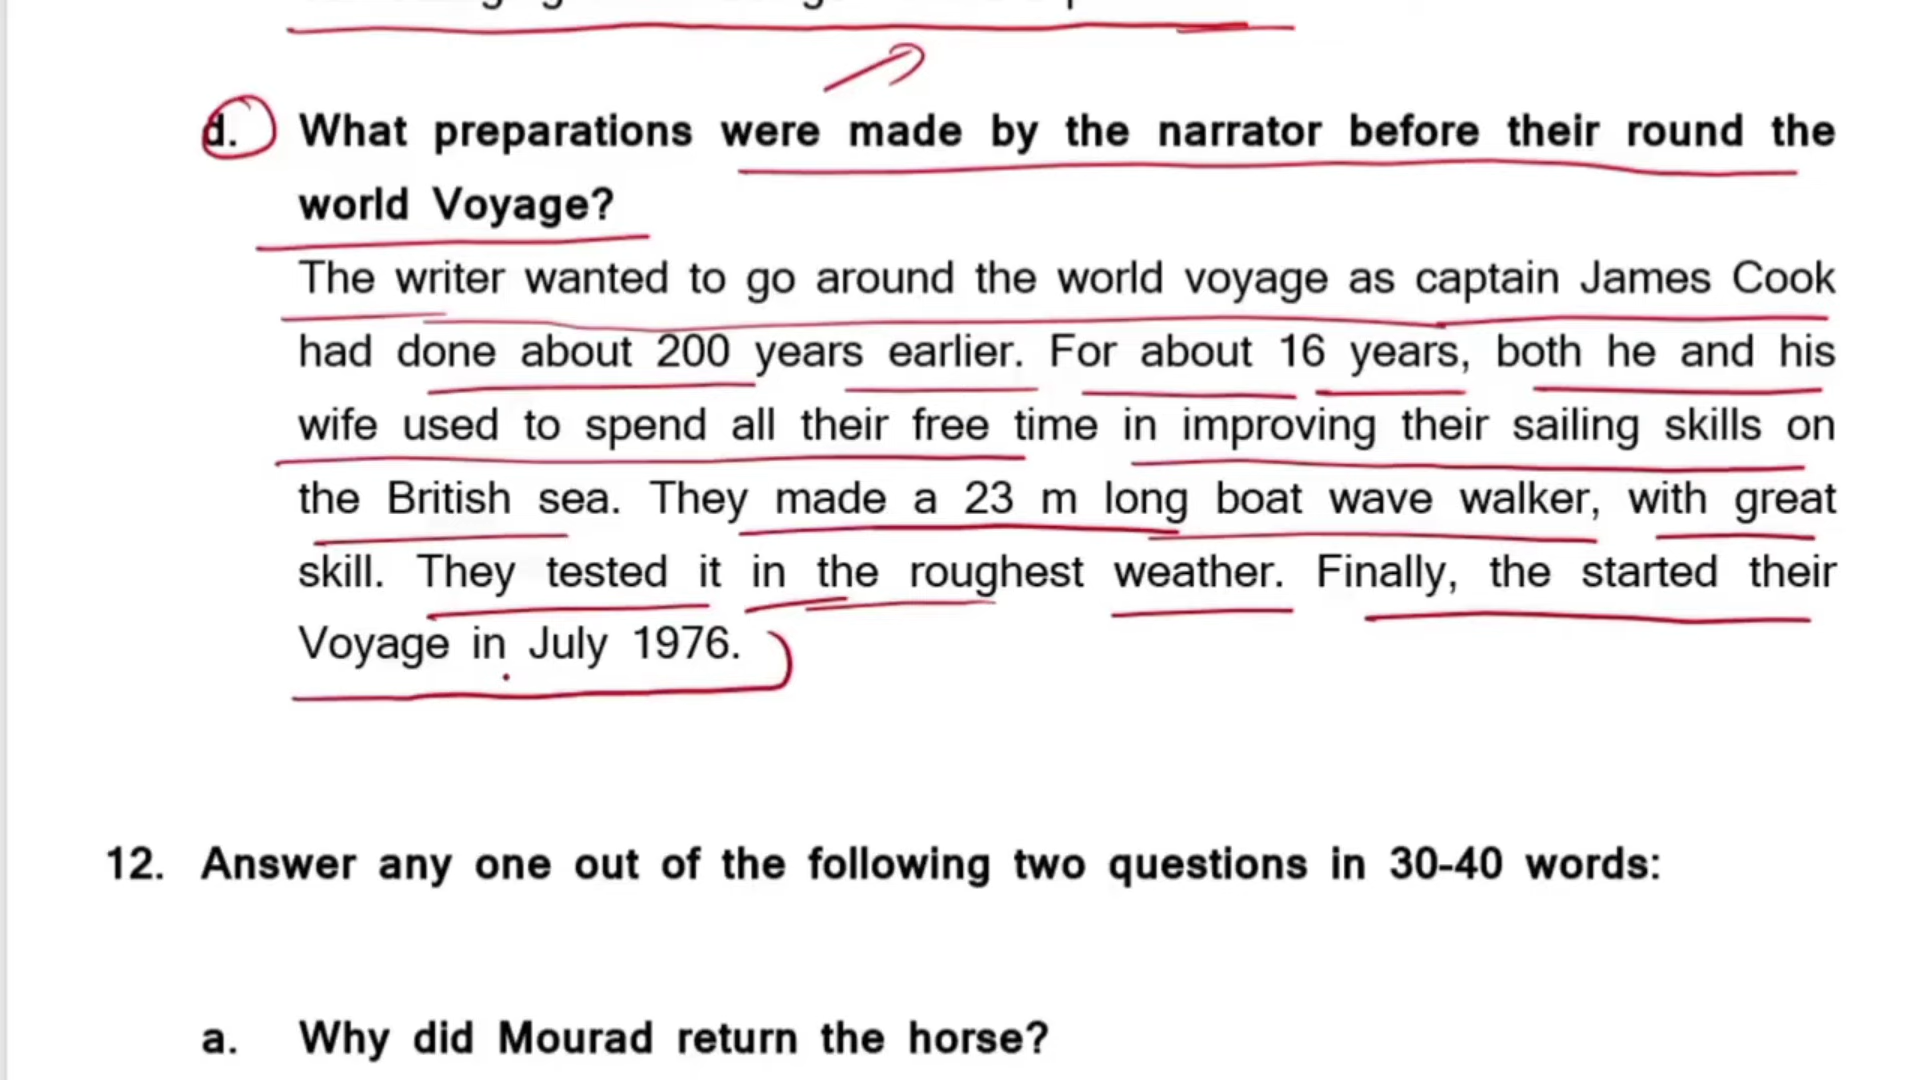 d. What preparations were made by the narrator before their round the
world Voyage?
The writer wanted to go around the world voyage as captain James Cook
had done about 200 years earlier. For about 16 years, both he and his
wife used to spend all their free time in improving their sailing skills on
the British sea. They made a 23 m long boat wave walker, with great
skill. They tested it in the roughest weather. Finally, the started their
Voyage in July 1976.
12. Answer any one out of the following two questions in 30-40 words:
a. Why did Mourad return the horse?